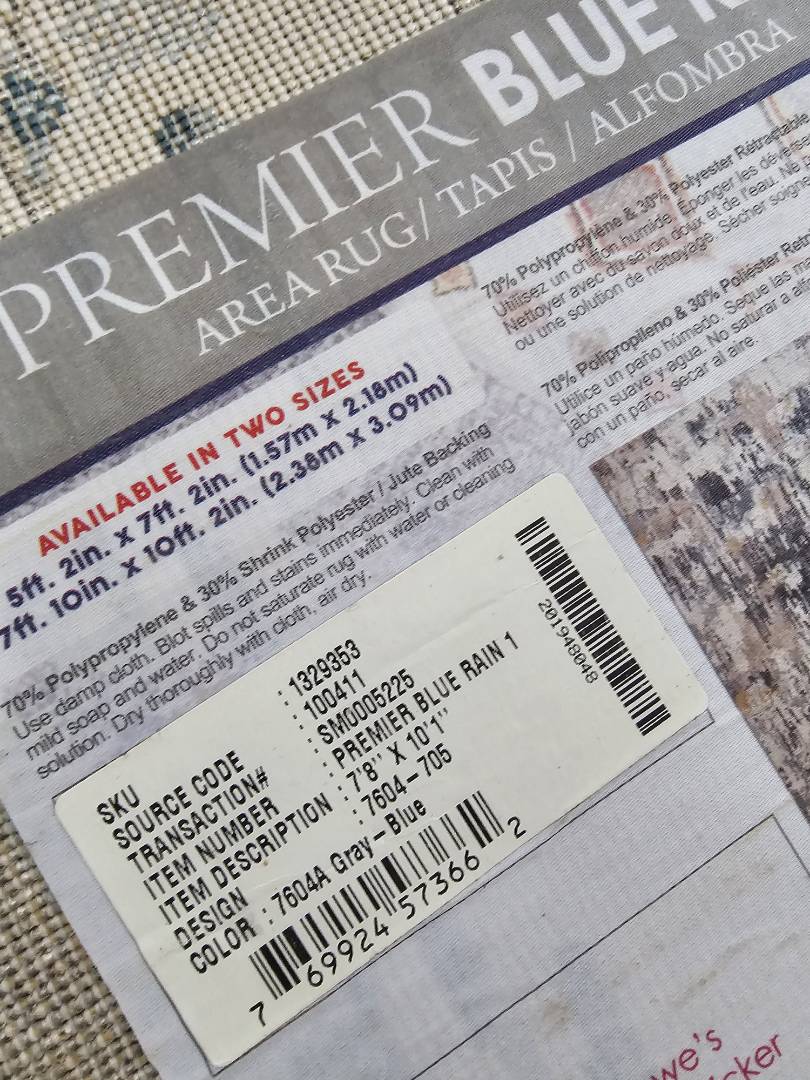 PREMIER BLUE
AREA RUG/ TAPIS / ALFOMBRA
AVAILABLE IN TWO SIZES
5ft. 2in. X 7ft. 2in. (1.57m X 2.18m)
7ft. 10in. X 10ft. 2in. (2.38m X 3.09m)
70% Polypropylene & 30% Shrink Polyester / Jute Backing
Use damp cloth. Blot spills and stains immediately. Clean with
mild soap and water. Do not saturate rug with water or cleaning
solution. Dry thoroughly with cloth, air dry.
70% Polypropylène & 30% Polyester Rétractable
Utilisez un chiffon humide. Éponger les
Nettoyer avec du savon doux et de l'eau. Ne
ou une solution de nettoyage. Sécher
70% Polipropileno & 30% Poliéster
Utilice un paño húmedo. Seque las
jabón suave y agua. No saturar a
con un paño, secar al aire.
SKU : 1329353
SOURCE CODE : 100411
TRANSACTION# : SM0005225
ITEM NUMBER : PREMIER BLUE RAIN 1
ITEM DESCRIPTION : 7'8" X 10'1"
DESIGN : 7604-705
COLOR : 7604A Gray-Blue
7 69924 57366 2
201948048